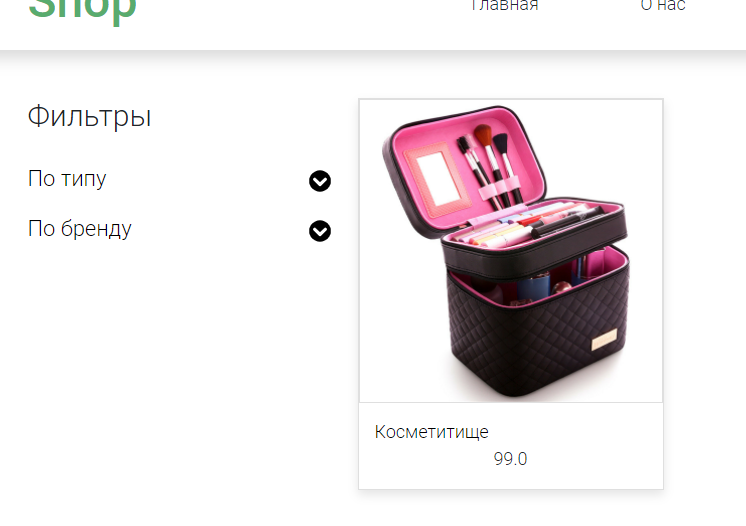 Shop
Главная
О нас
Фильтры
По типу
По бренду
Косметитище
99.0